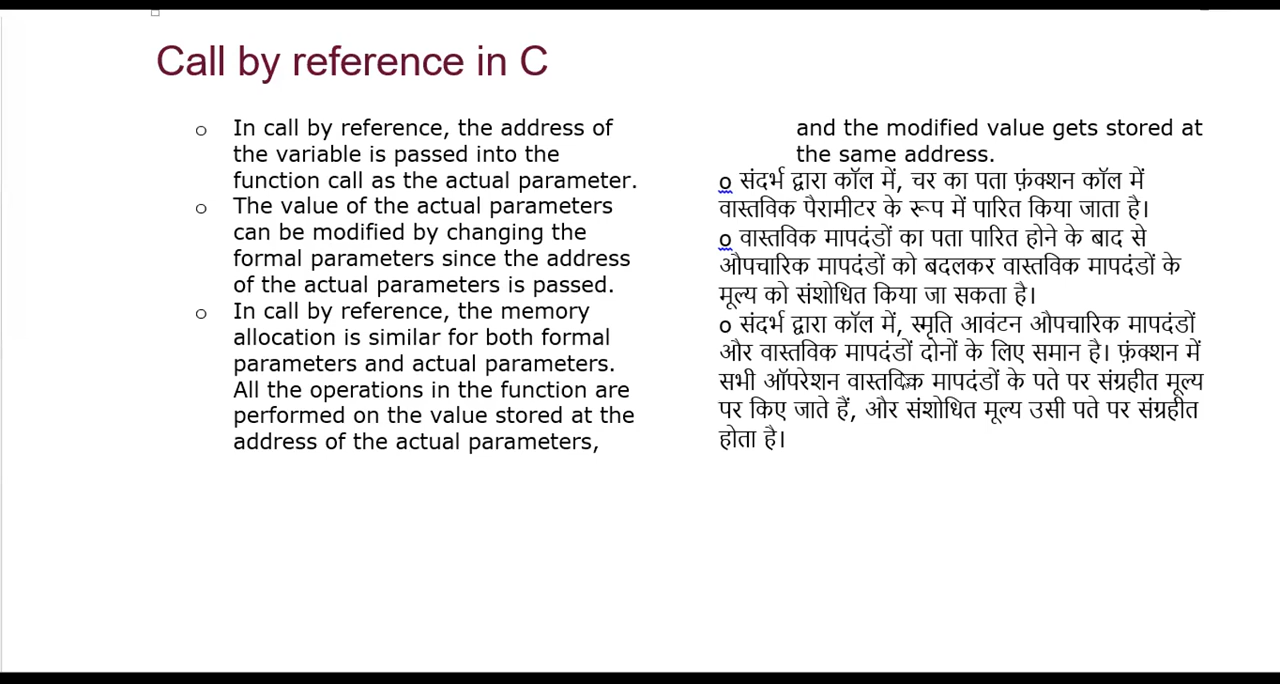 Call by reference in C
o In call by reference, the address of
the variable is passed into the
function call as the actual parameter.
o The value of the actual parameters
can be modified by changing the
formal parameters since the address
of the actual parameters is passed.
o In call by reference, the memory
allocation is similar for both formal
parameters and actual parameters.
All the operations in the function are
performed on the value stored at the
address of the actual parameters,
and the modified value gets stored at
the same address.
o संदर्भ द्वारा कॉल में, चर का पता फ़ंक्शन कॉल में
वास्तविक पैरामीटर के रूप में पारित किया जाता है।
o वास्तविक मापदंडों का पता पारित होने के बाद से
औपचारिक मापदंडों को बदलकर वास्तविक मापदंडों के
मूल्य को संशोधित किया जा सकता है।
o संदर्भ द्वारा कॉल में, स्मृति आवंटन औपचारिक मापदंडों
और वास्तविक मापदंडों दोनों के लिए समान है। फ़ंक्शन में
सभी ऑपरेशन वास्तविक मापदंडों के पते पर संग्रहीत मूल्य
पर किए जाते हैं, और संशोधित मूल्य उसी पते पर संग्रहीत
होता है।